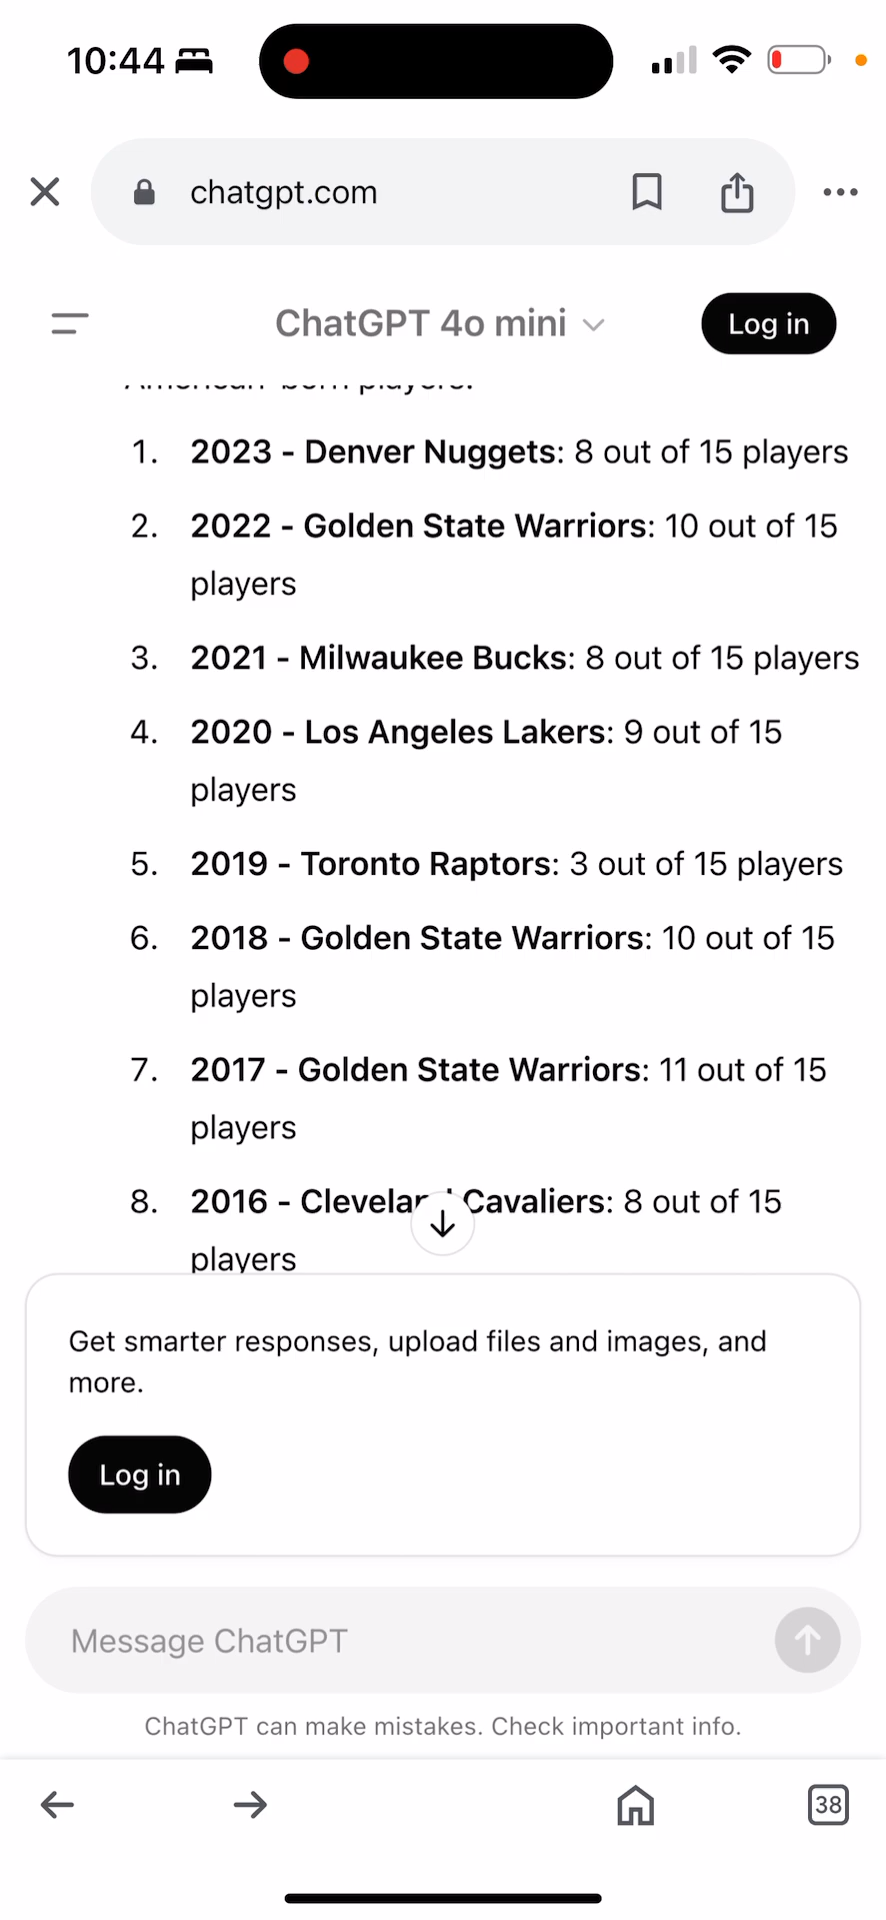 10:44
chatgpt.com
ChatGPT 4o mini
Log in
1. 2023 - Denver Nuggets: 8 out of 15 players
2. 2022 - Golden State Warriors: 10 out of 15
players
3. 2021 - Milwaukee Bucks: 8 out of 15 players
4. 2020 - Los Angeles Lakers: 9 out of 15
players
5. 2019 - Toronto Raptors: 3 out of 15 players
6. 2018 - Golden State Warriors: 10 out of 15
players
7. 2017 - Golden State Warriors: 11 out of 15
players
8. 2016 - Cleveland Cavaliers: 8 out of 15
players
Get smarter responses, upload files and images, and
more.
Log in
Message ChatGPT
ChatGPT can make mistakes. Check important info.
38